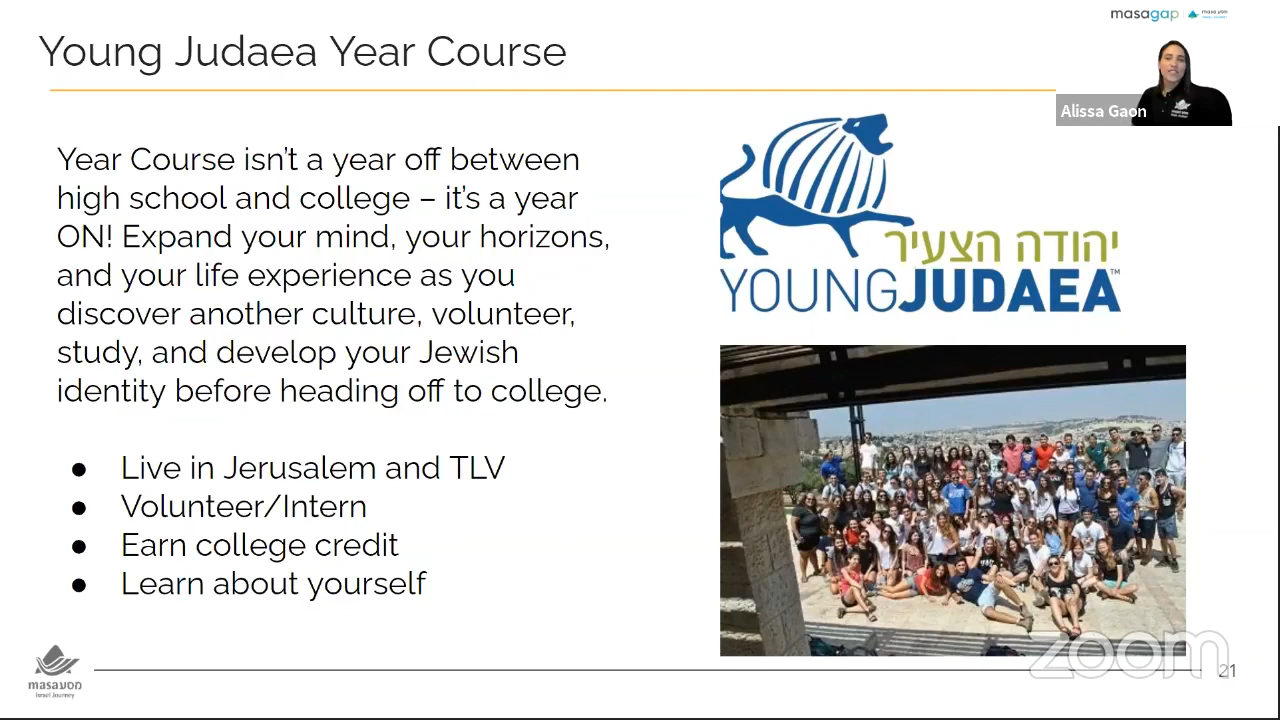 masagap
Young Judaea Year Course
Alissa Gaon
Year Course isn't a year off between
high school and college – it's a year
ON! Expand your mind, your horizons,
and your life experience as you
discover another culture, volunteer,
study, and develop your Jewish
identity before heading off to college.
● Live in Jerusalem and TLV
● Volunteer/Intern
● Earn college credit
● Learn about yourself
יהודה הצעיר
YOUNGJUDAEA™
masaמסע
Israel Journey
zoom
21